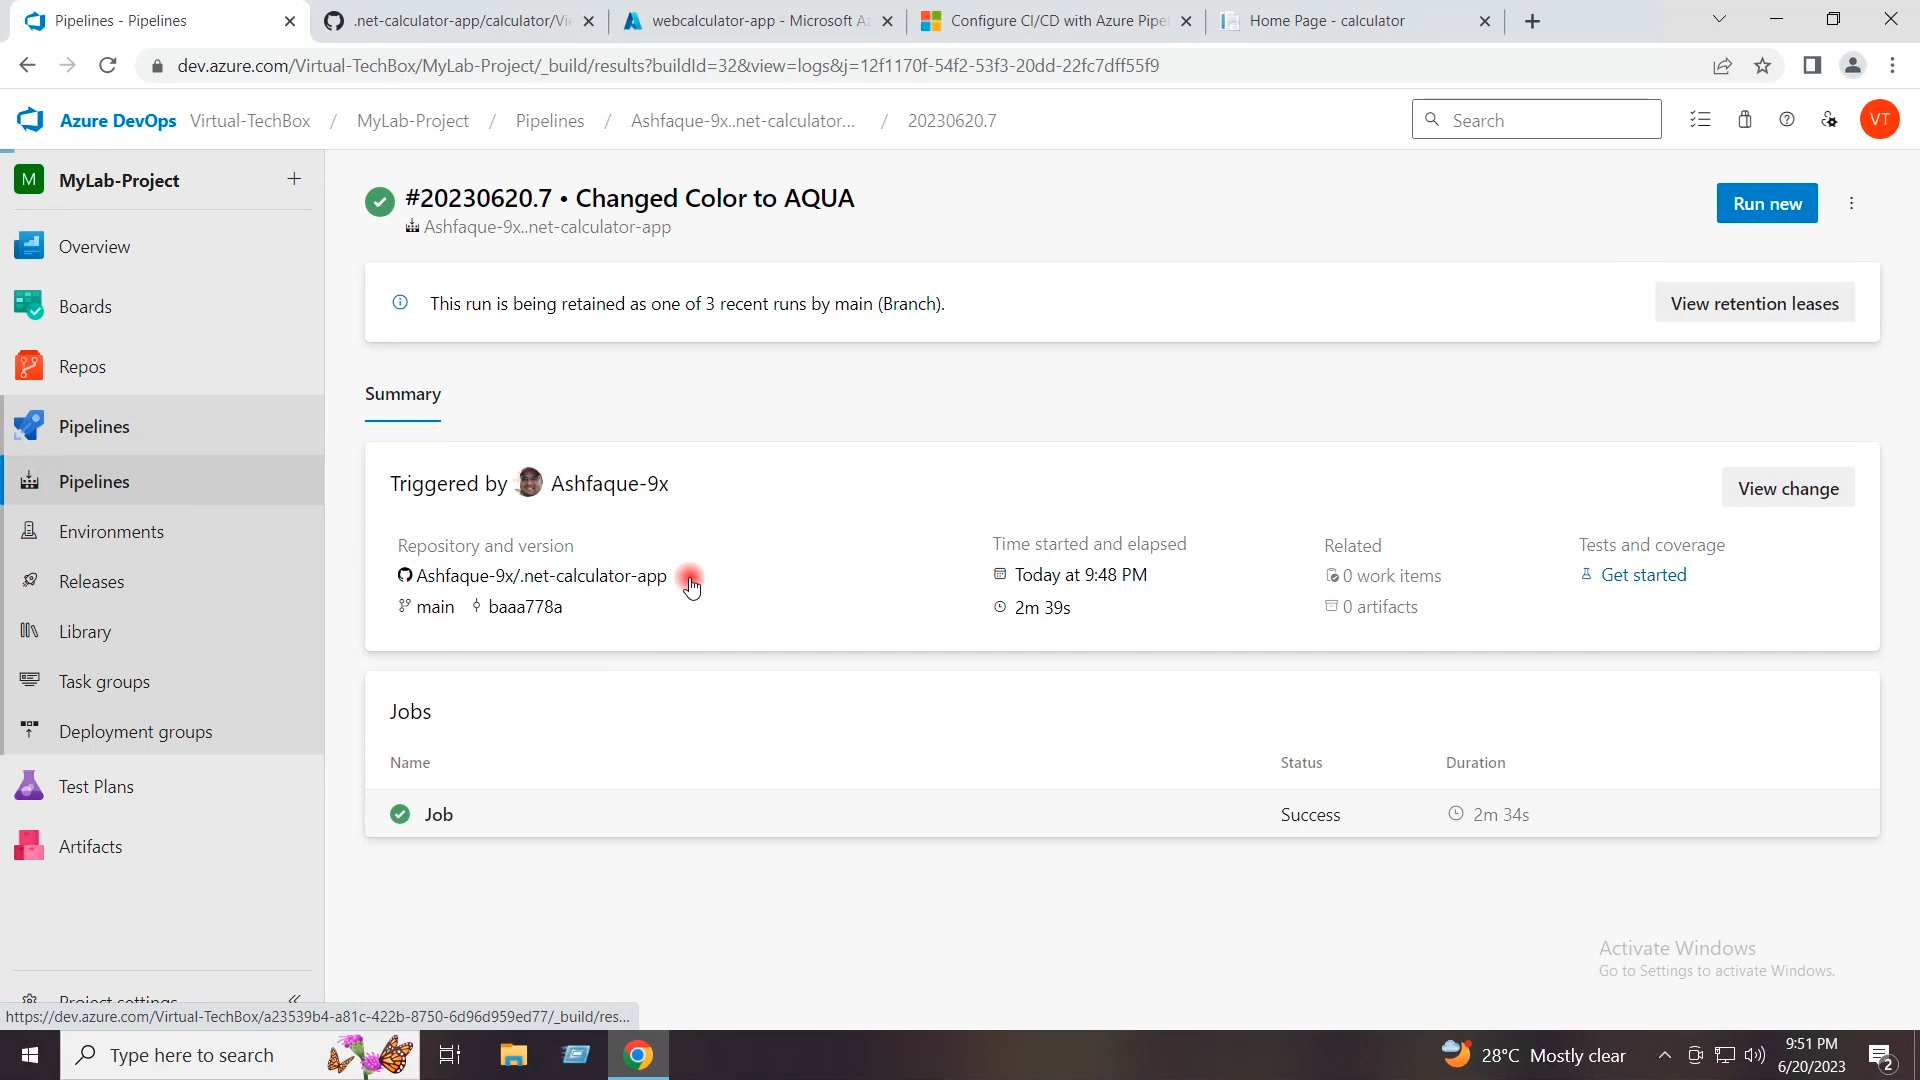 Pipelines - Pipelines
.net-calculator-app/calculator/Vie
webcalculator-app - Microsoft Az
Configure CI/CD with Azure Pipel
Home Page - calculator
dev.azure.com/Virtual-TechBox/MyLab-Project/_build/results?buildId=32&view=logs&j=12f1170f-54f2-53f3-20dd-22fc7dff55f9
Azure DevOps Virtual-TechBox / MyLab-Project / Pipelines / Ashfaque-9x..net-calculator... / 20230620.7
Search
VT
M MyLab-Project
Overview
Boards
Repos
Pipelines
Pipelines
Environments
Releases
Library
Task groups
Deployment groups
Test Plans
Artifacts
Project settings
#20230620.7 • Changed Color to AQUA
Ashfaque-9x..net-calculator-app
Run new
This run is being retained as one of 3 recent runs by main (Branch).
View retention leases
Summary
Triggered by Ashfaque-9x
View change
Repository and version
Ashfaque-9x/.net-calculator-app
main baaa778a
Time started and elapsed
Today at 9:48 PM
2m 39s
Related
0 work items
0 artifacts
Tests and coverage
Get started
Jobs
Name Status Duration
Job Success 2m 34s
Activate Windows
Go to Settings to activate Windows.
https://dev.azure.com/Virtual-TechBox/a23539b4-a81c-422b-8750-6d96d959ed77/_build/res...
Type here to search
28°C Mostly clear
9:51 PM
6/20/2023
2